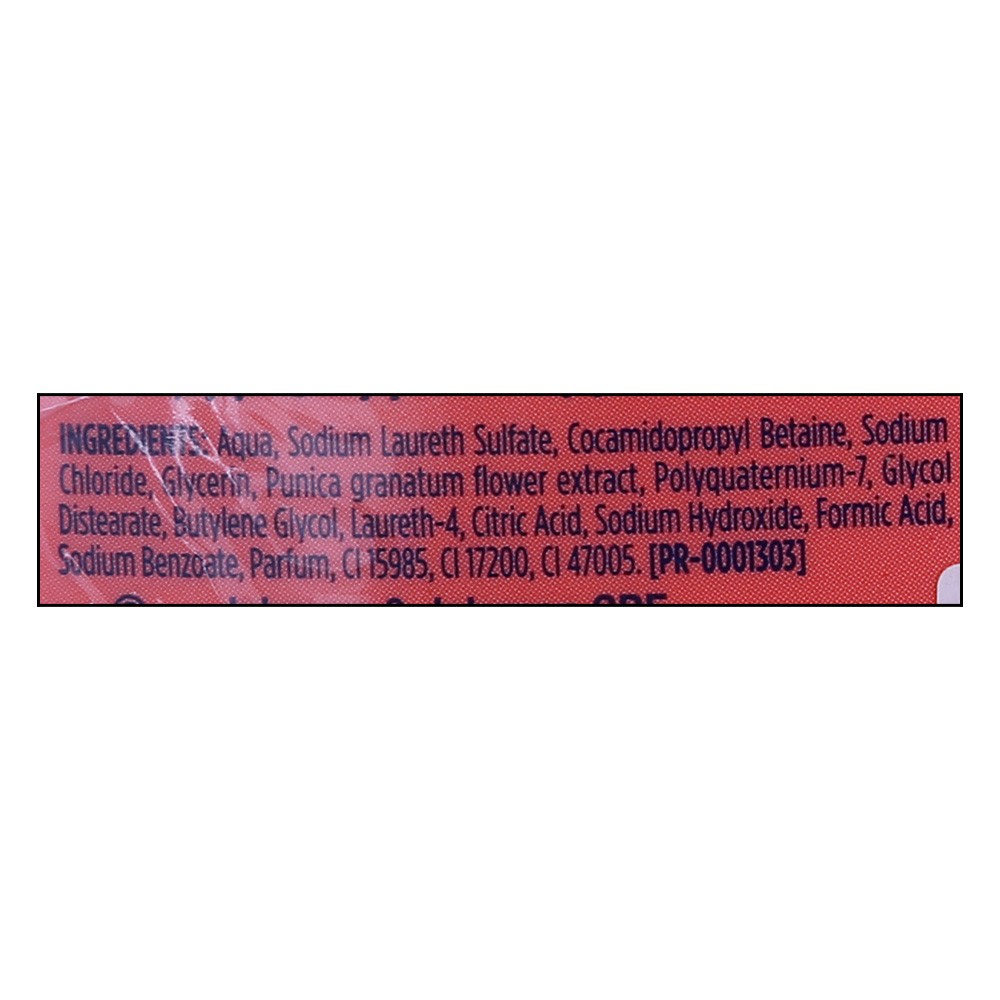 INGREDIENTS: Aqua, Sodium Laureth Sulfate, Cocamidopropyl Betaine, Sodium
Chloride, Glycerin, Punica granatum flower extract, Polyquaternium-7, Glycol
Distearate, Butylene Glycol, Laureth-4, Citric Acid, Sodium Hydroxide, Formic Acid,
Sodium Benzoate, Parfum, CI 15985, CI 17200, CI 47005. [PR-0001303]